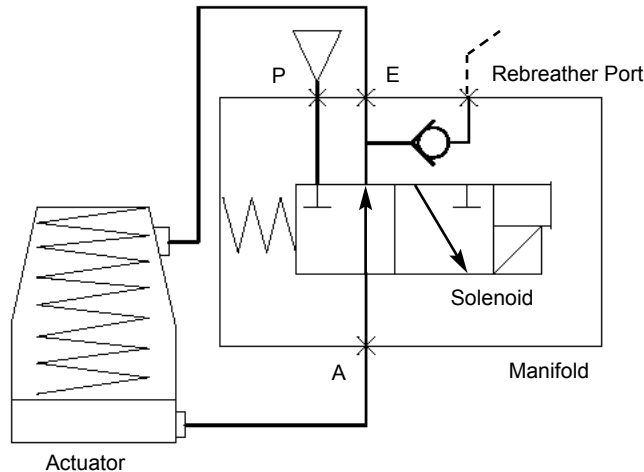 P
E
Rebreather Port
Solenoid
A
Manifold
Actuator